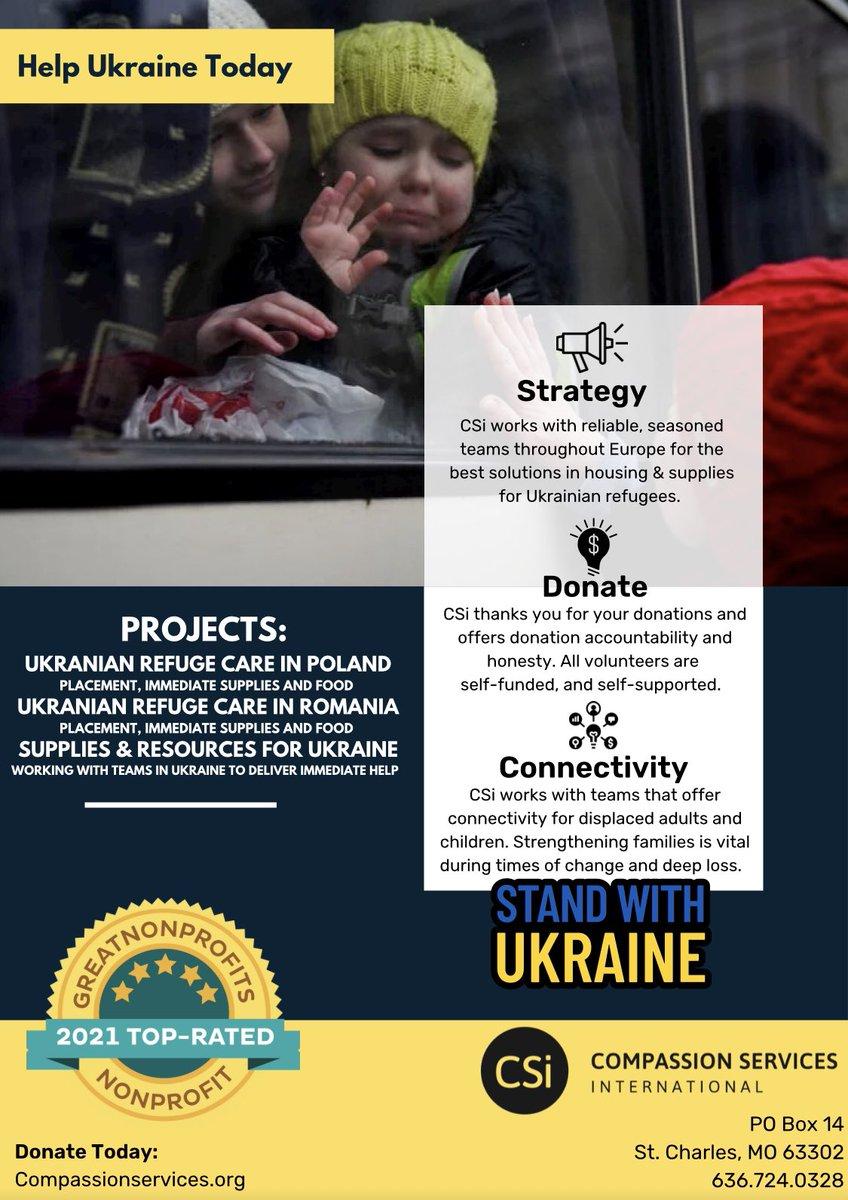 Help Ukraine Today
Strategy
CSi works with reliable, seasoned
teams throughout Europe for the
best solutions in housing & supplies
for Ukrainian refugees.
$
Donate
CSi thanks you for your donations and
offers donation accountability and
honesty. All volunteers are
self-funded, and self-supported.
Connectivity
CSi works with teams that offer
connectivity for displaced adults and
children. Strengthening families is vital
during times of change and deep loss.
STAND WITH
UKRAINE
PROJECTS:
UKRANIAN REFUGE CARE IN POLAND
PLACEMENT, IMMEDIATE SUPPLIES AND FOOD
UKRANIAN REFUGE CARE IN ROMANIA
PLACEMENT, IMMEDIATE SUPPLIES AND FOOD
SUPPLIES & RESOURCES FOR UKRAINE
WORKING WITH TEAMS IN UKRAINE TO DELIVER IMMEDIATE HELP
GREATNONPROFITS
2021 TOP-RATED
NONPROFIT
Donate Today:
Compassionservices.org
CSi
COMPASSION SERVICES
INTERNATIONAL
PO Box 14
St. Charles, MO 63302
636.724.0328